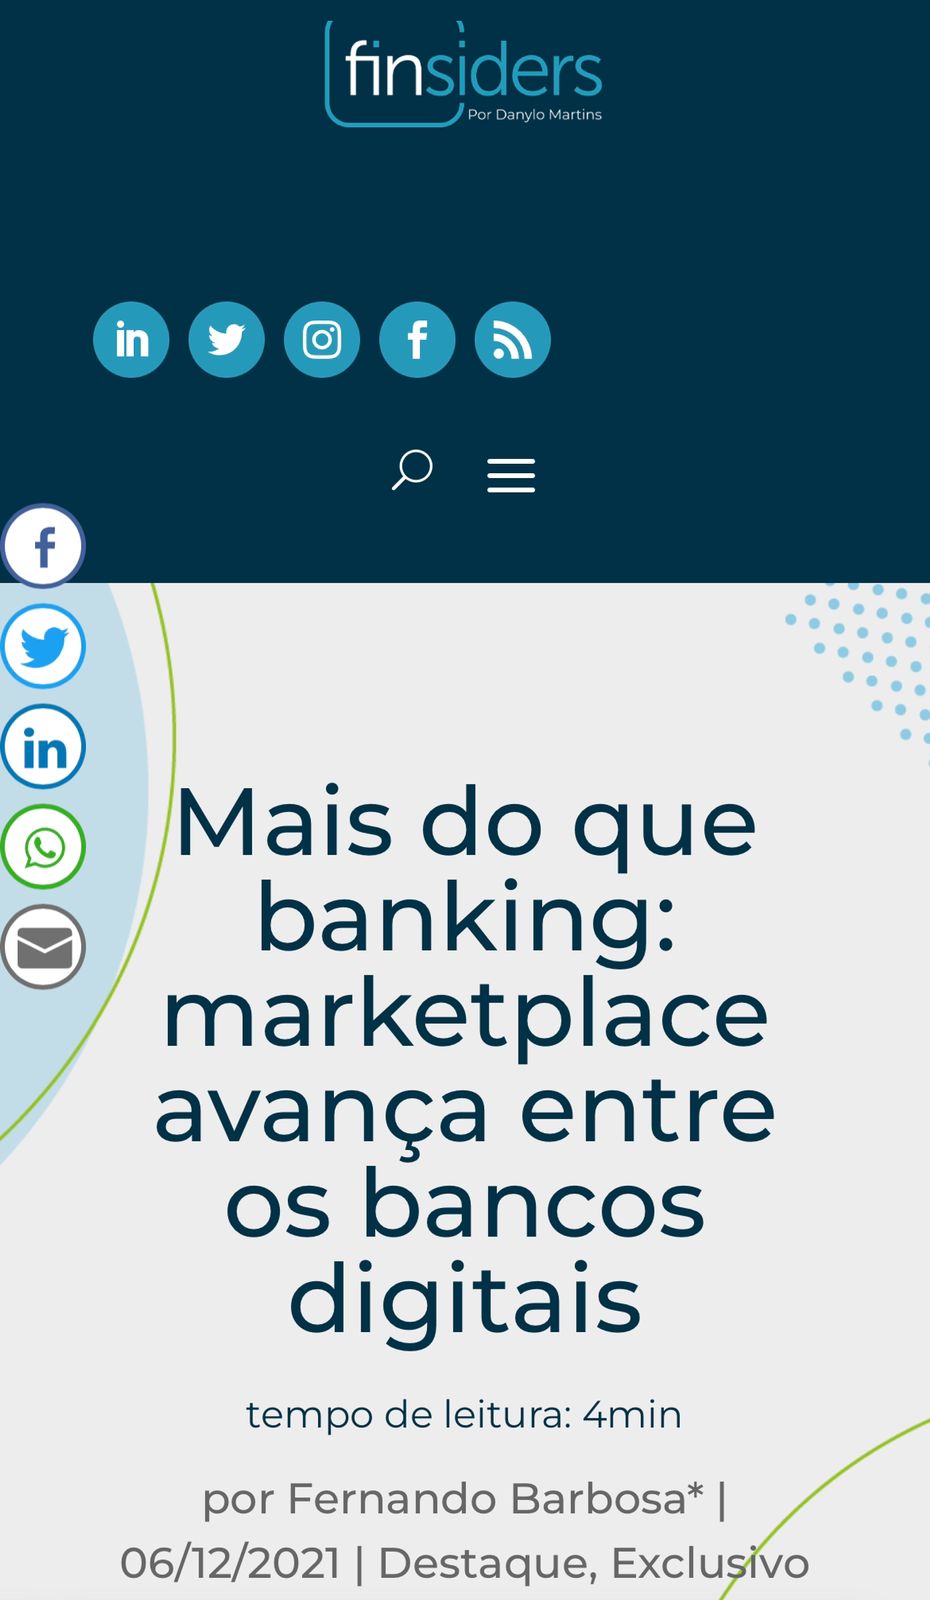 finsiders
Por Danylo Martins
Mais do que
banking:
marketplace
avança entre
os bancos
digitais
tempo de leitura: 4min
por Fernando Barbosa* |
06/12/2021 | Destaque, Exclusivo